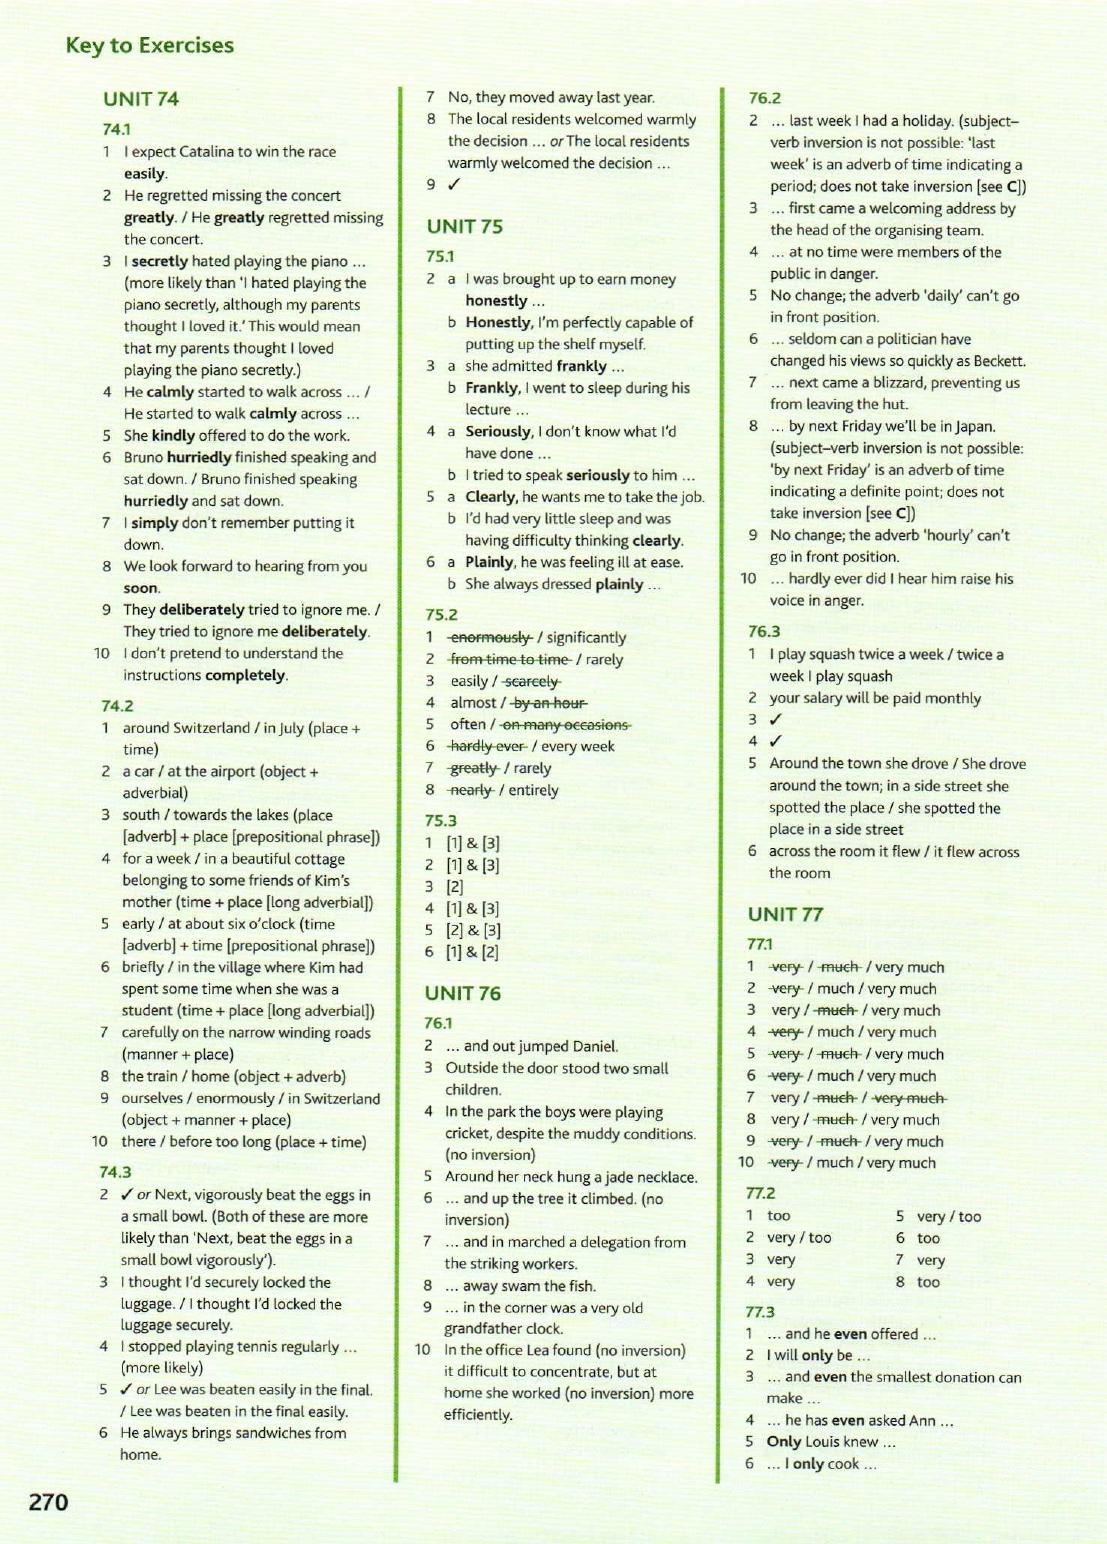 Key to Exercises
UNIT 74
74.1
1 I expect Catalina to win the race
easily.
2 He regretted missing the concert
greatly. / He greatly regretted missing
the concert.
3 I secretly hated playing the piano ...
(more likely than 'I hated playing the
piano secretly, although my parents
thought I loved it.' This would mean
that my parents thought I loved
playing the piano secretly.)
4 He calmly started to walk across ... /
He started to walk calmly across ...
5 She kindly offered to do the work.
6 Bruno hurriedly finished speaking and
sat down. / Bruno finished speaking
hurriedly and sat down.
7 I simply don't remember putting it
down.
8 We look forward to hearing from you
soon.
9 They deliberately tried to ignore me. /
They tried to ignore me deliberately.
10 I don't pretend to understand the
instructions completely.
74.2
1 around Switzerland / in July (place +
time)
2 a car / at the airport (object +
adverbial)
3 south / towards the lakes (place
[adverb] + place [prepositional phrase])
4 for a week / in a beautiful cottage
belonging to some friends of Kim's
mother (time + place [long adverbial])
5 early / at about six o'clock (time
[adverb] + time [prepositional phrase])
6 briefly / in the village where Kim had
spent some time when she was a
student (time + place [long adverbial])
7 carefully on the narrow winding roads
(manner + place)
8 the train / home (object + adverb)
9 ourselves / enormously / in Switzerland
(object + manner + place)
10 there / before too long (place + time)
74.3
2 ✓ or Next, vigorously beat the eggs in
a small bowl. (Both of these are more
likely than 'Next, beat the eggs in a
small bowl vigorously').
3 I thought I'd securely locked the
luggage. / I thought I'd locked the
luggage securely.
4 I stopped playing tennis regularly ...
(more likely)
5 ✓ or Lee was beaten easily in the final.
/ Lee was beaten in the final easily.
6 He always brings sandwiches from
home.
7 No, they moved away last year.
8 The local residents welcomed warmly
the decision ... or The local residents
warmly welcomed the decision ...
9 ✓
UNIT 75
75.1
2 a I was brought up to earn money
honestly ...
b Honestly, I'm perfectly capable of
putting up the shelf myself.
3 a she admitted frankly ...
b Frankly, I went to sleep during his
lecture ...
4 a Seriously, I don't know what I'd
have done ...
b I tried to speak seriously to him ...
5 a Clearly, he wants me to take the job.
b I'd had very little sleep and was
having difficulty thinking clearly.
6 a Plainly, he was feeling ill at ease.
b She always dressed plainly ...
75.2
1 enormously / significantly
2 from time to time / rarely
3 easily / scarcely
4 almost / by an hour
5 often / on many occasions
6 hardly ever / every week
7 greatly / rarely
8 nearly / entirely
75.3
1 [1] & [3]
2 [1] & [3]
3 [2]
4 [1] & [3]
5 [2] & [3]
6 [1] & [2]
UNIT 76
76.1
2 ... and out jumped Daniel.
3 Outside the door stood two small
children.
4 In the park the boys were playing
cricket, despite the muddy conditions.
(no inversion)
5 Around her neck hung a jade necklace.
6 ... and up the tree it climbed. (no
inversion)
7 ... and in marched a delegation from
the striking workers.
8 ... away swam the fish.
9 ... in the corner was a very old
grandfather clock.
10 In the office Lea found (no inversion)
it difficult to concentrate, but at
home she worked (no inversion) more
efficiently.
76.2
2 ... last week I had a holiday. (subject–
verb inversion is not possible: 'last
week' is an adverb of time indicating a
period; does not take inversion [see C])
3 ... first came a welcoming address by
the head of the organising team.
4 ... at no time were members of the
public in danger.
5 No change; the adverb 'daily' can't go
in front position.
6 ... seldom can a politician have
changed his views so quickly as Beckett.
7 ... next came a blizzard, preventing us
from leaving the hut.
8 ... by next Friday we'll be in Japan.
(subject–verb inversion is not possible:
'by next Friday' is an adverb of time
indicating a definite point; does not
take inversion [see C])
9 No change; the adverb 'hourly' can't
go in front position.
10 ... hardly ever did I hear him raise his
voice in anger.
76.3
1 I play squash twice a week / twice a
week I play squash
2 your salary will be paid monthly
3 ✓
4 ✓
5 Around the town she drove / She drove
around the town; in a side street she
spotted the place / she spotted the
place in a side street
6 across the room it flew / it flew across
the room
UNIT 77
77.1
1 very / much / very much
2 very / much / very much
3 very / much / very much
4 very / much / very much
5 very / much / very much
6 very / much / very much
7 very / much / very much
8 very / much / very much
9 very / much / very much
10 very / much / very much
77.2
1 too 5 very / too
2 very / too 6 too
3 very 7 very
4 very 8 too
77.3
1 ... and he even offered ...
2 I will only be ...
3 ... and even the smallest donation can
make ...
4 ... he has even asked Ann ...
5 Only Louis knew ...
6 ... I only cook ...
270